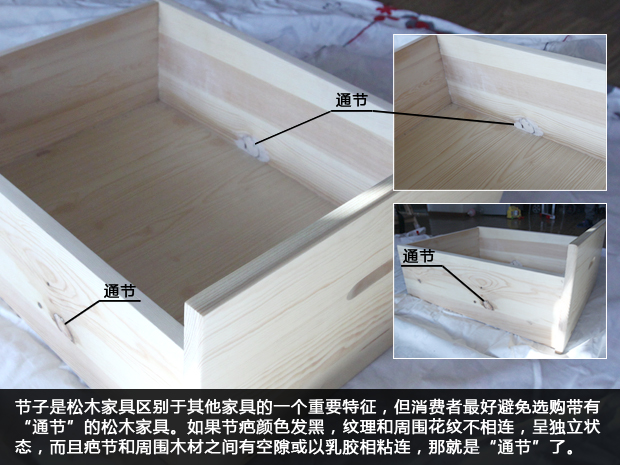 通节
通节
通节
节子是松木家具区别于其他家具的一个重要特征，但消费者最好避免选购带有
“通节”的松木家具。如果节疤颜色发黑，纹理和周围花纹不相连，呈独立状
态，而且疤节和周围木材之间有空隙或以乳胶相粘连，那就是“通节”了。